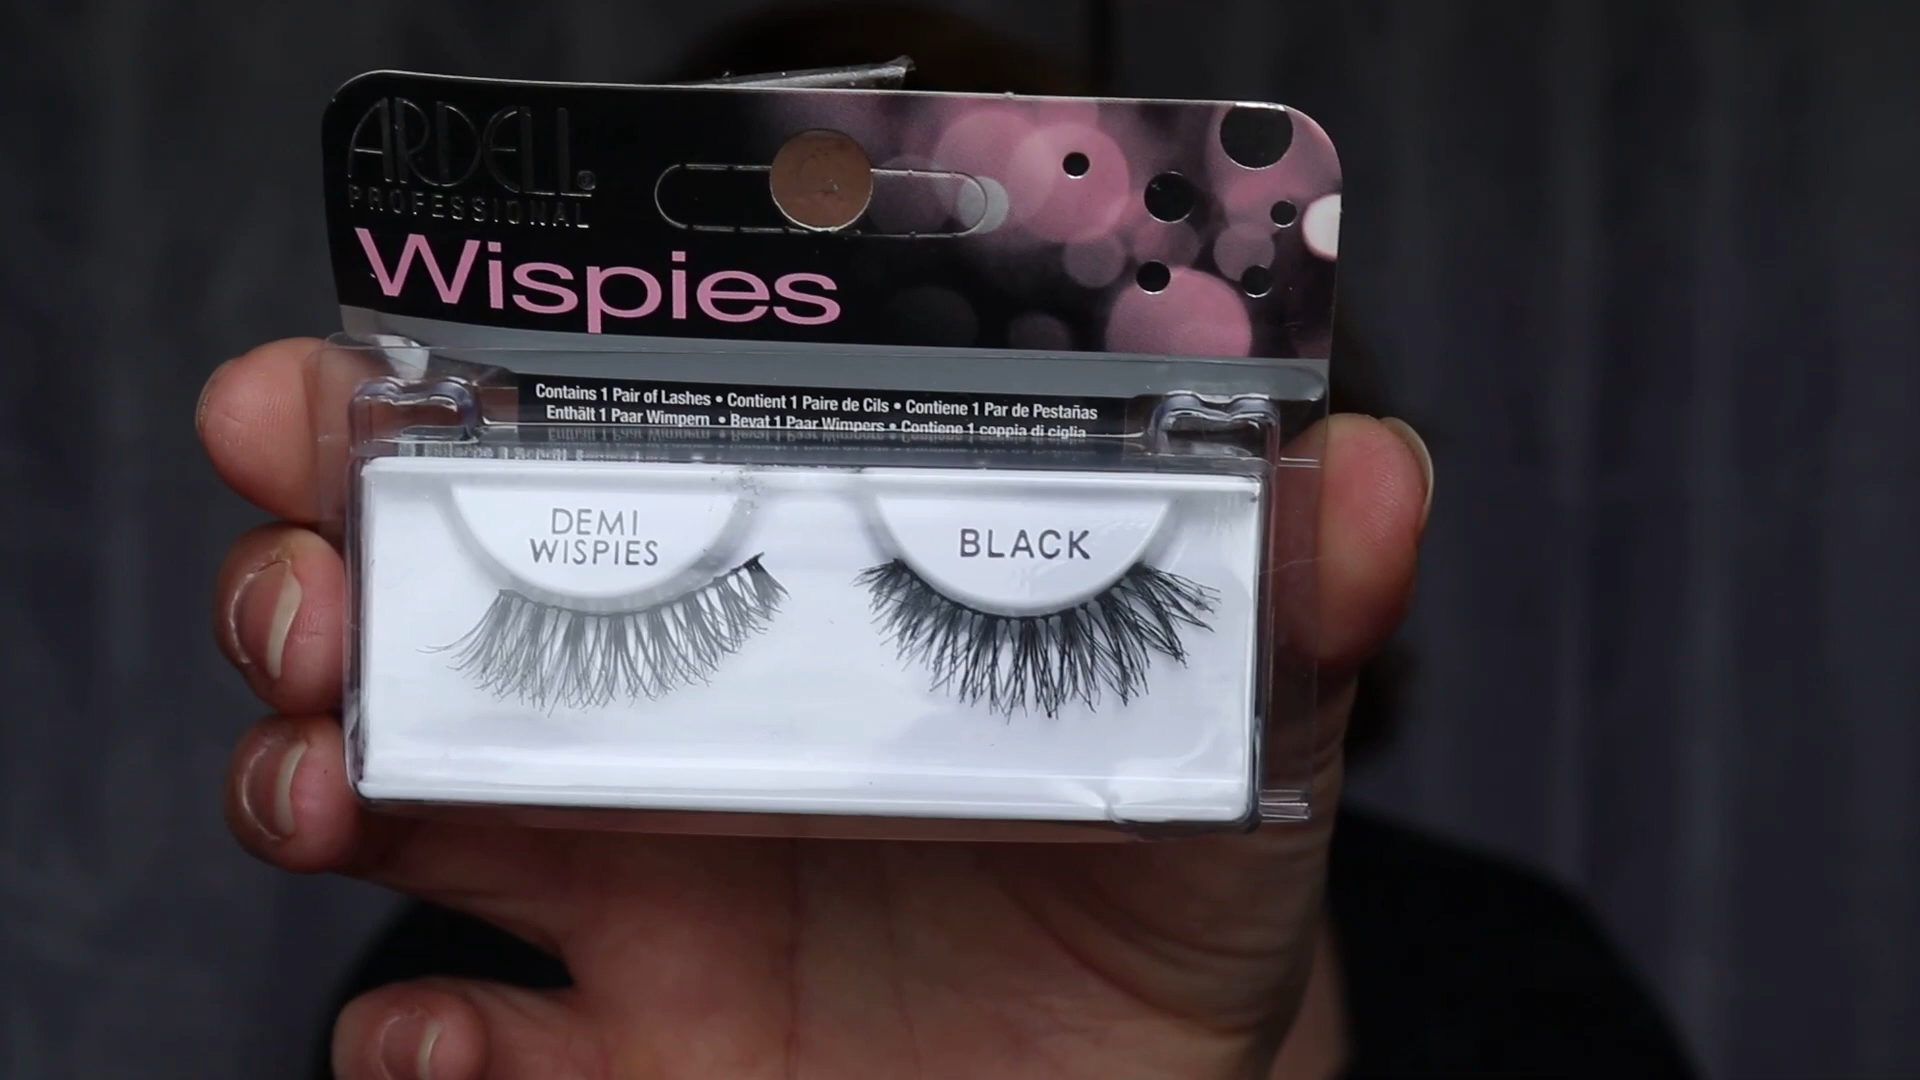 ARDELL®
PROFESSIONAL
Wispies
Contains 1 Pair of Lashes • Contient 1 Paire de Cils • Contiene 1 Par de Pestañas
Enthält 1 Paar Wimpern • Bevat 1 Paar Wimpers • Contiene 1 coppia di ciglia
DEMI
WISPIES
BLACK